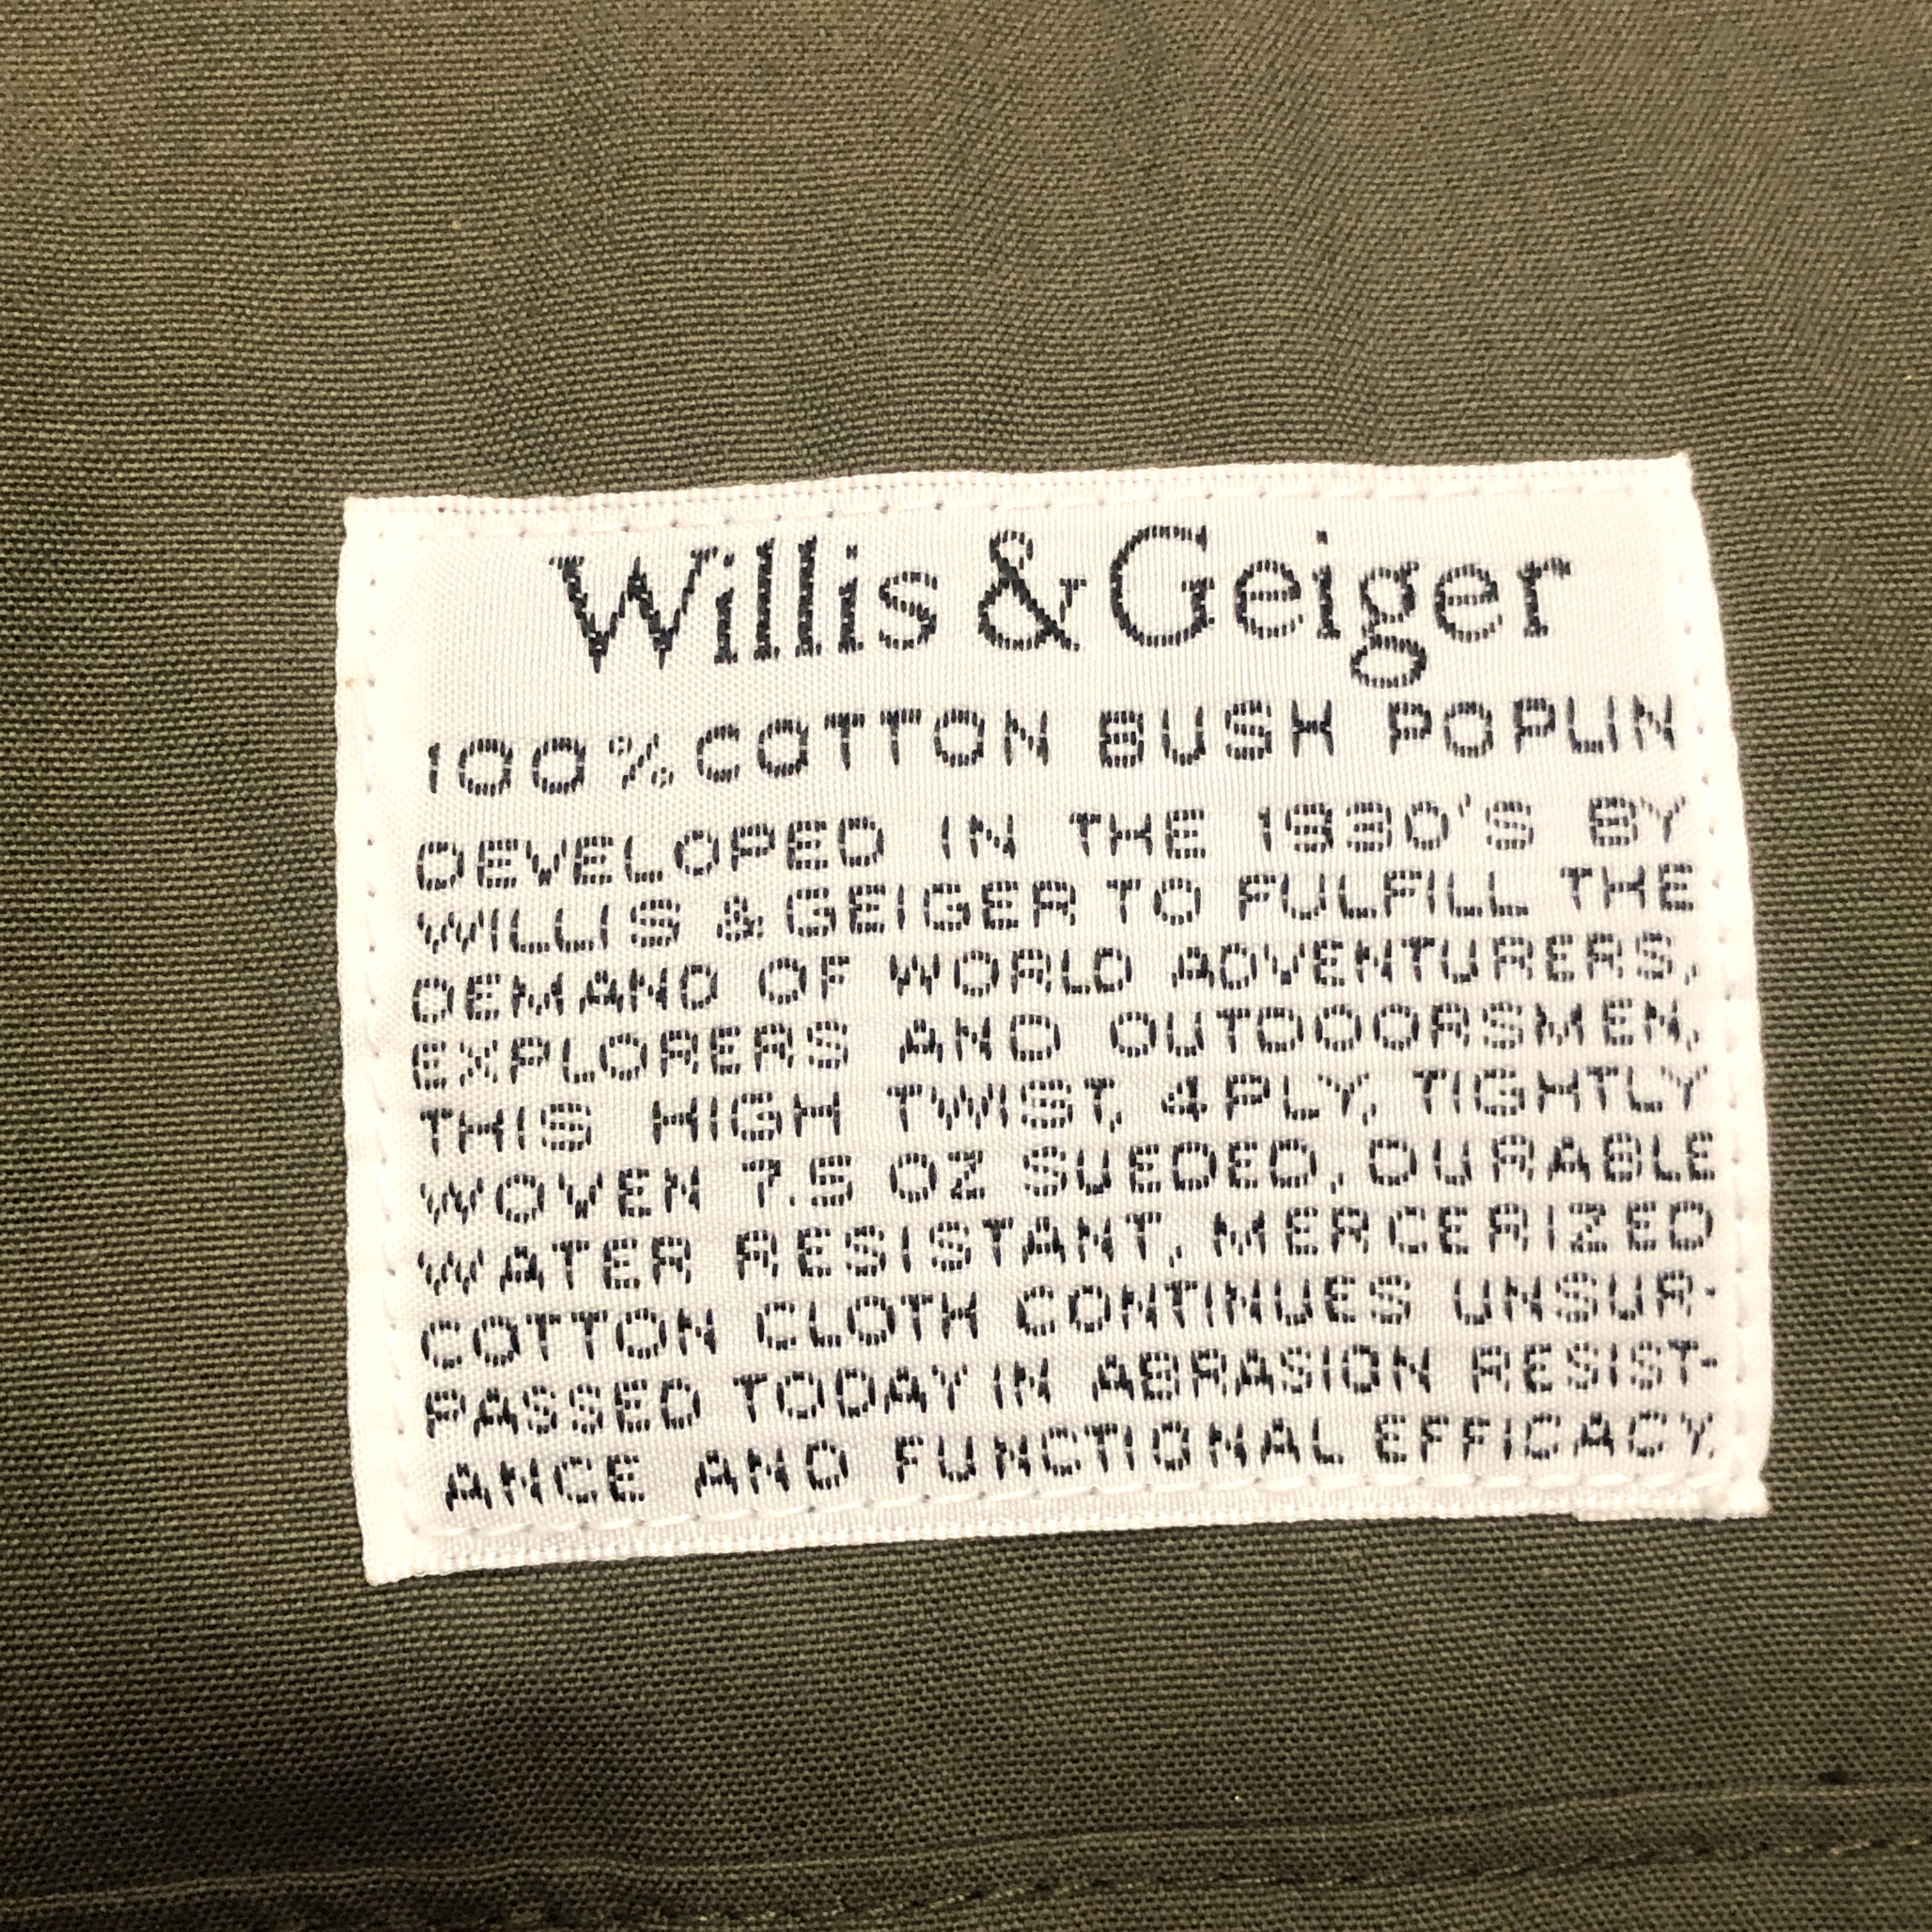 Willis & Geiger
100% COTTON BUSH POPLIN
DEVELOPED IN THE 1930'S BY
WILLIS & GEIGER TO FULFILL THE
DEMAND OF WORLD ADVENTURERS,
EXPLORERS AND OUTDOORSMEN,
THIS HIGH TWIST, 4 PLY, TIGHTLY
WOVEN 7.5 OZ SUEDED, DURABLE
WATER RESISTANT, MERCERIZED
COTTON CLOTH CONTINUES UNSUR-
PASSED TODAY IN ABRASION RESIST-
ANCE AND FUNCTIONAL EFFICACY.